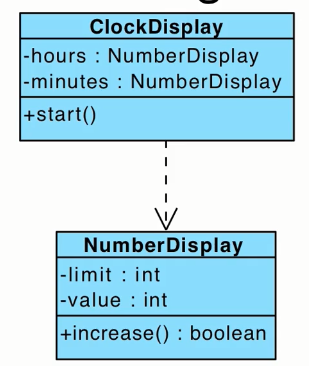 ClockDisplay
-hours : NumberDisplay
-minutes : NumberDisplay
+start()
NumberDisplay
-limit : int
-value : int
+increase() : boolean